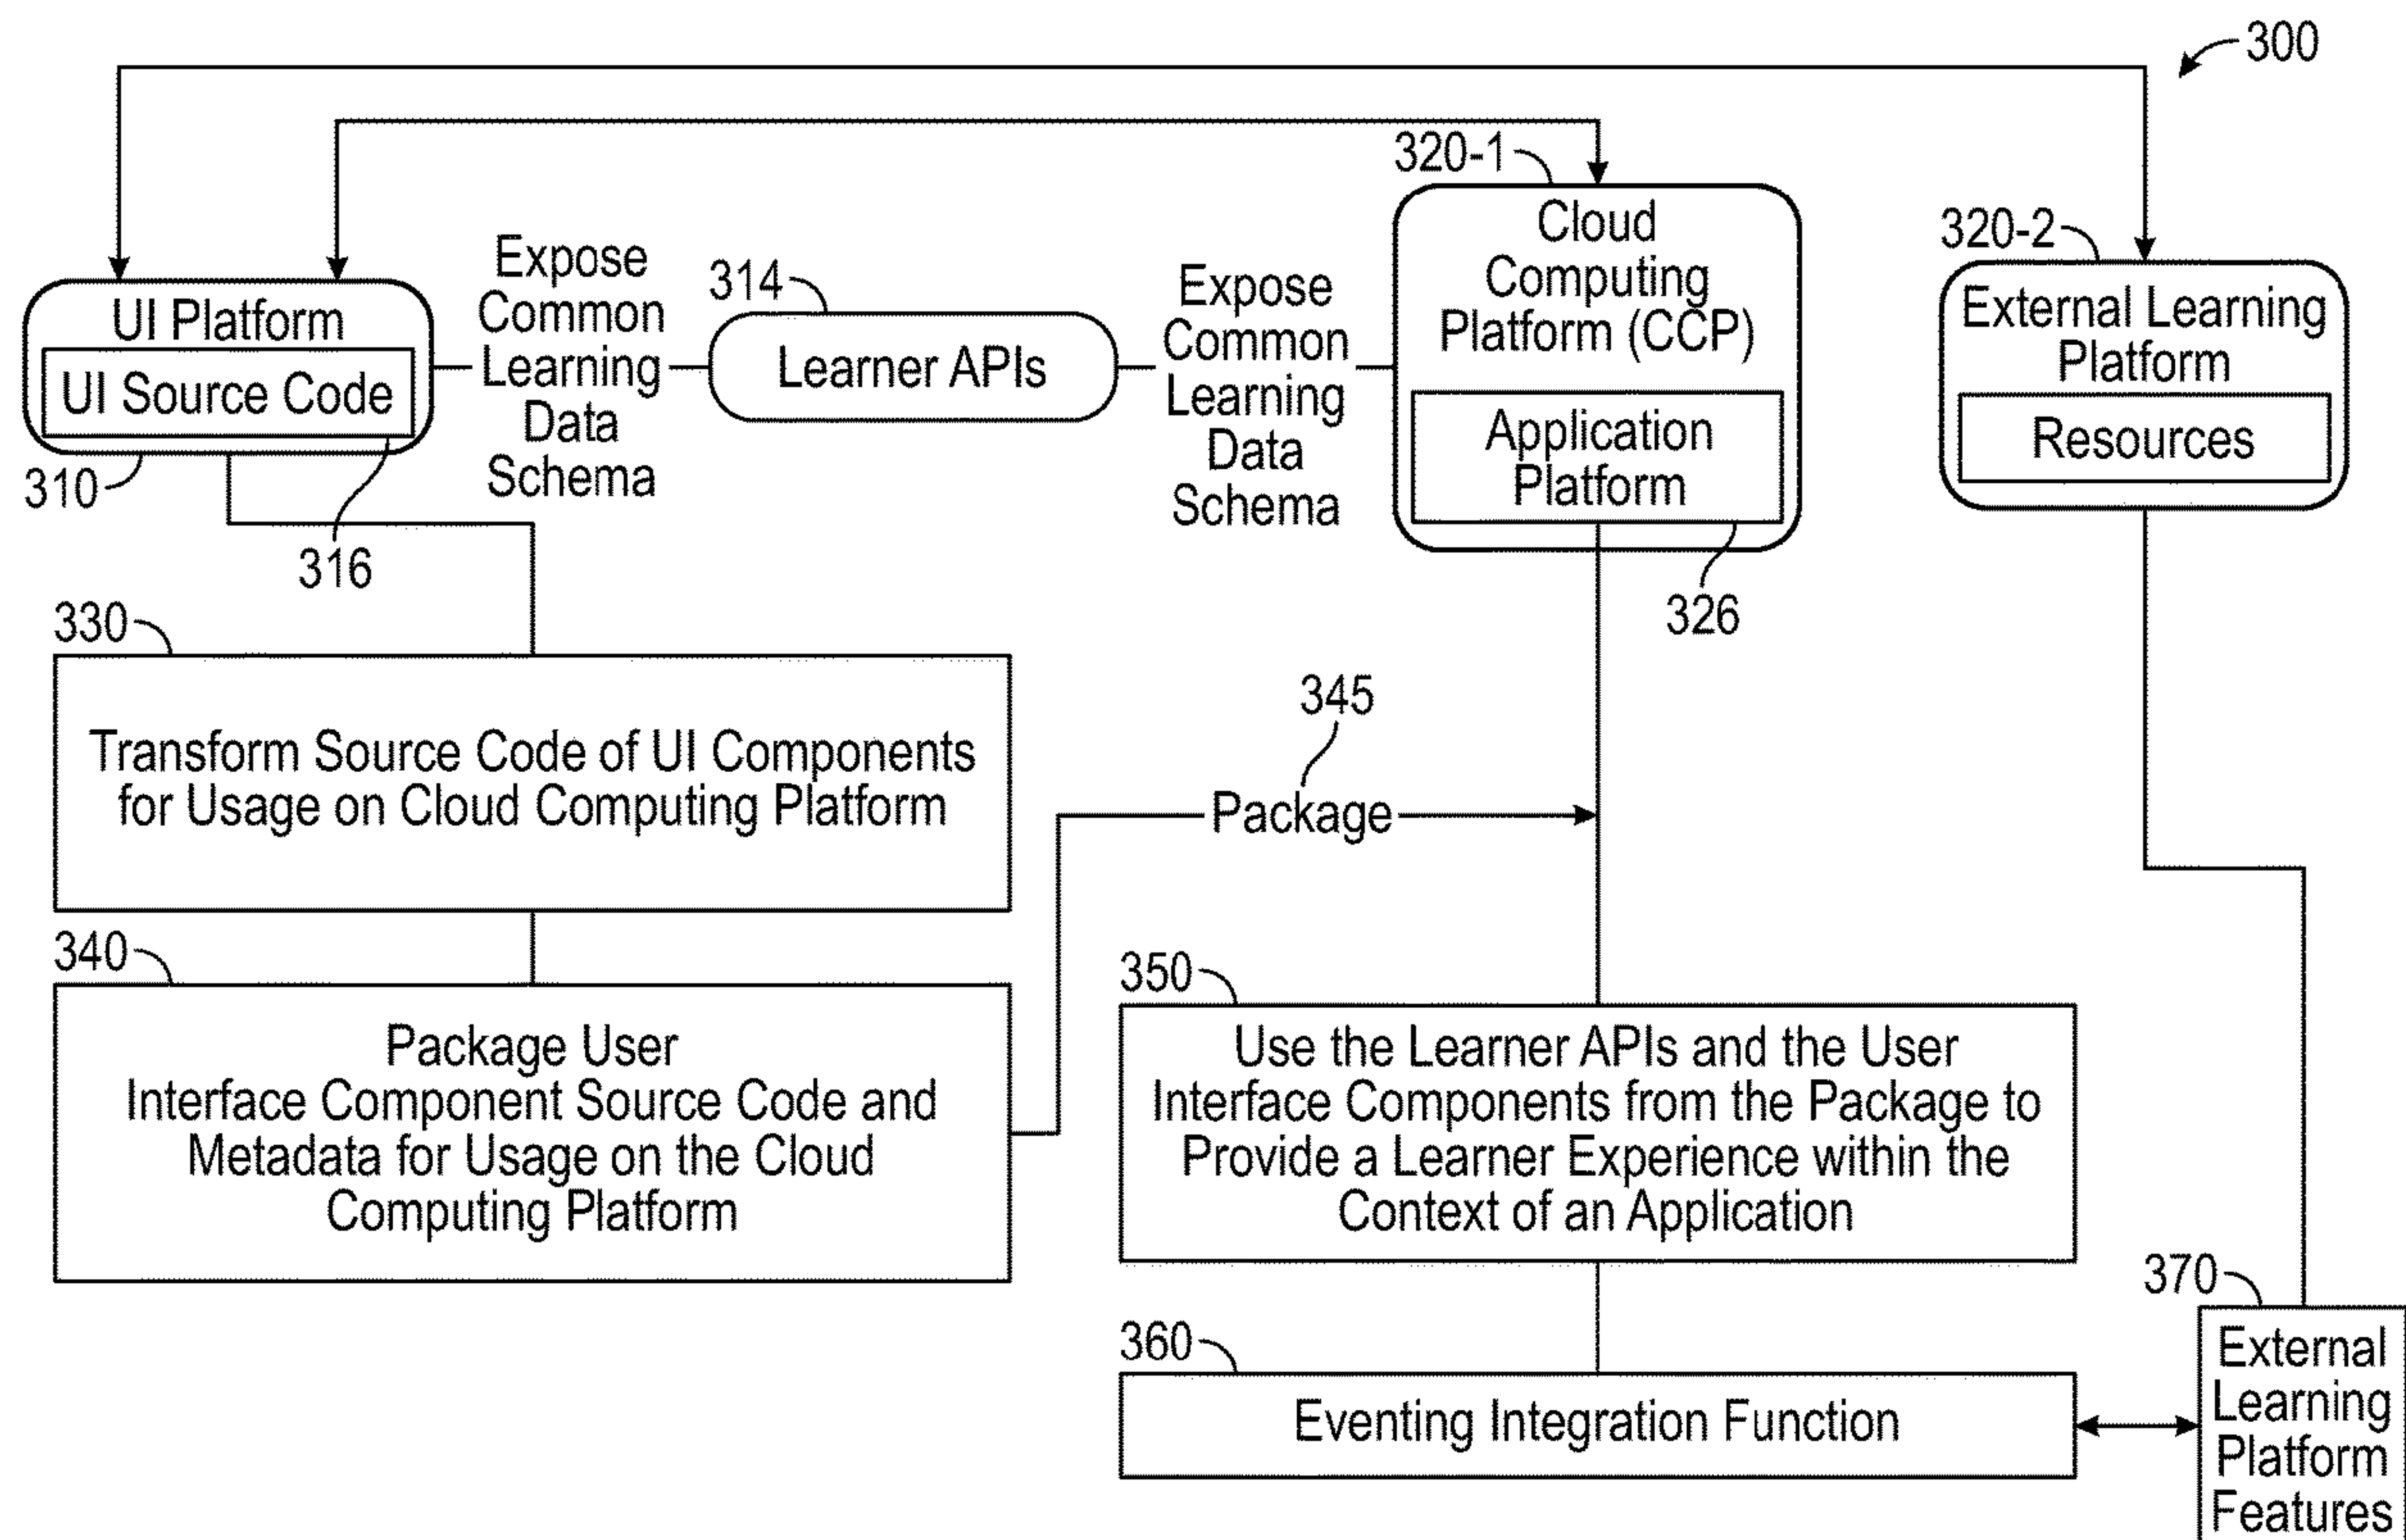 300
320-1
Cloud
Computing
Platform (CCP)
Application
Platform
326
320-2
External Learning
Platform
Resources
UI Platform
UI Source Code
310
316
Expose
Common
Learning
Data
Schema
314
Learner APIs
Expose
Common
Learning
Data
Schema
330
Transform Source Code of UI Components
for Usage on Cloud Computing Platform
345
Package
340
Package User
Interface Component Source Code and
Metadata for Usage on the Cloud
Computing Platform
350
Use the Learner APIs and the User
Interface Components from the Package to
Provide a Learner Experience within the
Context of an Application
360
Eventing Integration Function
370
External
Learning
Platform
Features